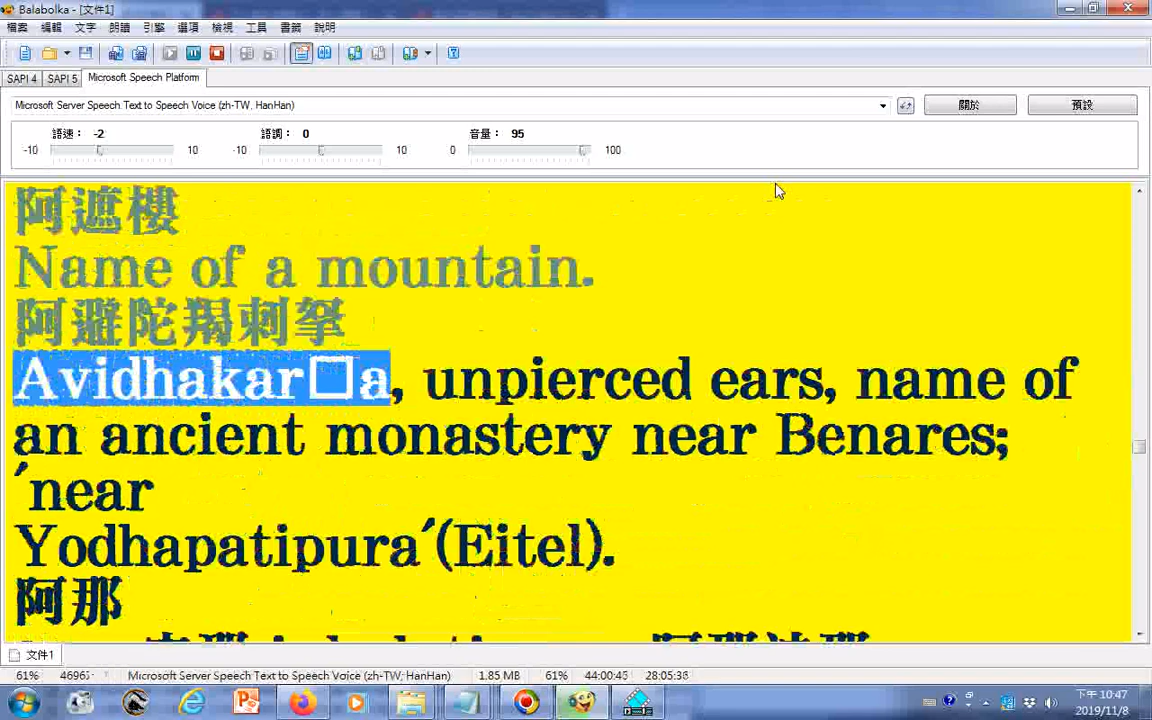 Balabolka - [文件1]
檔案 編輯 文字 朗讀 引擎 選項 檢視 工具 書籤 說明
SAPI 4 SAPI 5 Microsoft Speech Platform
Microsoft Server Speech Text to Speech Voice (zh-TW, HanHan) 關於 預設
語速： -2 語調： 0 音量： 95
-10 10 -10 10 0 100
阿遮樓
Name of a mountain.
阿避陀羯剌拏
Avidhakar□a, unpierced ears, name of
an ancient monastery near Benares;
´near
Yodhapatipura´(Eitel).
阿那
文件1
61% Microsoft Server Speech Text to Speech Voice (zh-TW, HanHan) 1.85 MB 61% 44:00:45 28:05:38
下午 10:47
2019/11/8